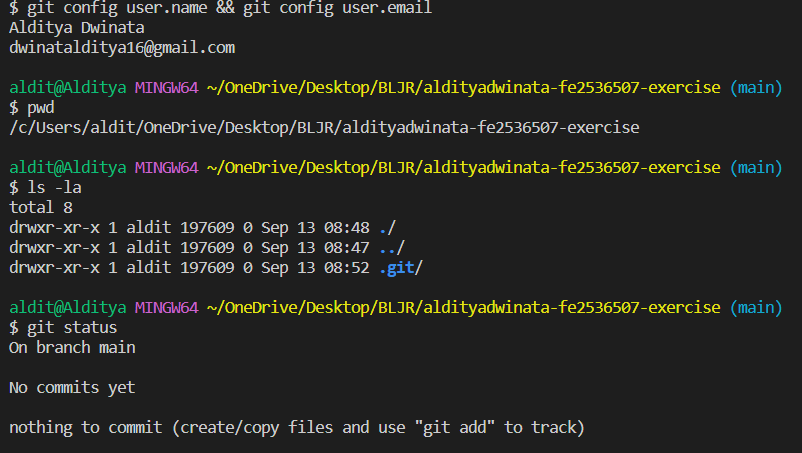 $ git config user.name && git config user.email
Alditya Dwinata
dwinatalditya16@gmail.com
aldit@Alditya MINGW64 ~/OneDrive/Desktop/BLJR/aldityadwinata-fe2536507-exercise (main)
$ pwd
/c/Users/aldit/OneDrive/Desktop/BLJR/aldityadwinata-fe2536507-exercise
aldit@Alditya MINGW64 ~/OneDrive/Desktop/BLJR/aldityadwinata-fe2536507-exercise (main)
$ ls -la
total 8
drwxr-xr-x 1 aldit 197609 0 Sep 13 08:48 ./
drwxr-xr-x 1 aldit 197609 0 Sep 13 08:47 ../
drwxr-xr-x 1 aldit 197609 0 Sep 13 08:52 .git/
aldit@Alditya MINGW64 ~/OneDrive/Desktop/BLJR/aldityadwinata-fe2536507-exercise (main)
$ git status
On branch main
No commits yet
nothing to commit (create/copy files and use "git add" to track)